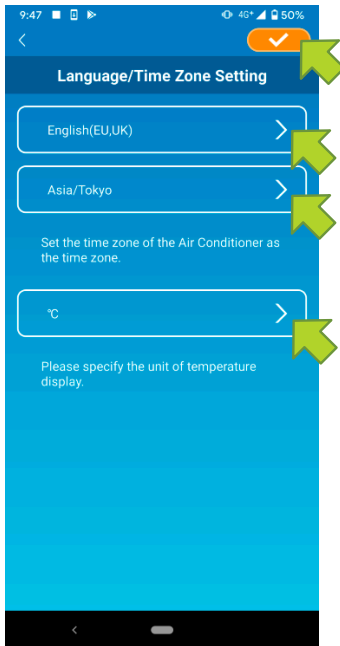 9:47 4G+ 50%
Language/Time Zone Setting
English(EU,UK)
Asia/Tokyo
Set the time zone of the Air Conditioner as
the time zone.
℃
Please specify the unit of temperature
display.